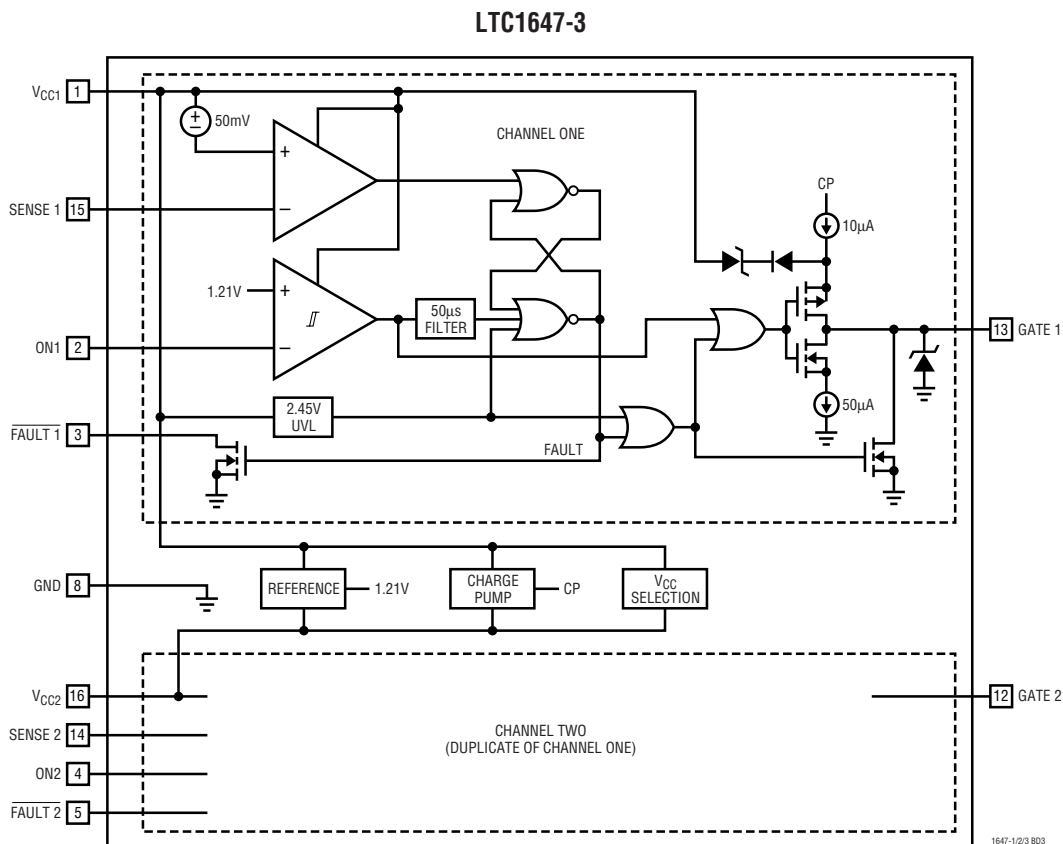 LTC1647-3
VCC1 1
50mV
+
−
+
−
CHANNEL ONE
SENSE 1 15
CP
10µA
1.21V
+
−
50µs
FILTER
ON1 2
13 GATE 1
2.45V
UVL
50µA
FAULT 1 3
FAULT
GND 8
REFERENCE
1.21V
CHARGE
PUMP
CP
VCC
SELECTION
VCC2 16
12 GATE 2
SENSE 2 14
CHANNEL TWO
(DUPLICATE OF CHANNEL ONE)
ON2 4
FAULT 2 5
1647-1/2/3 BD3